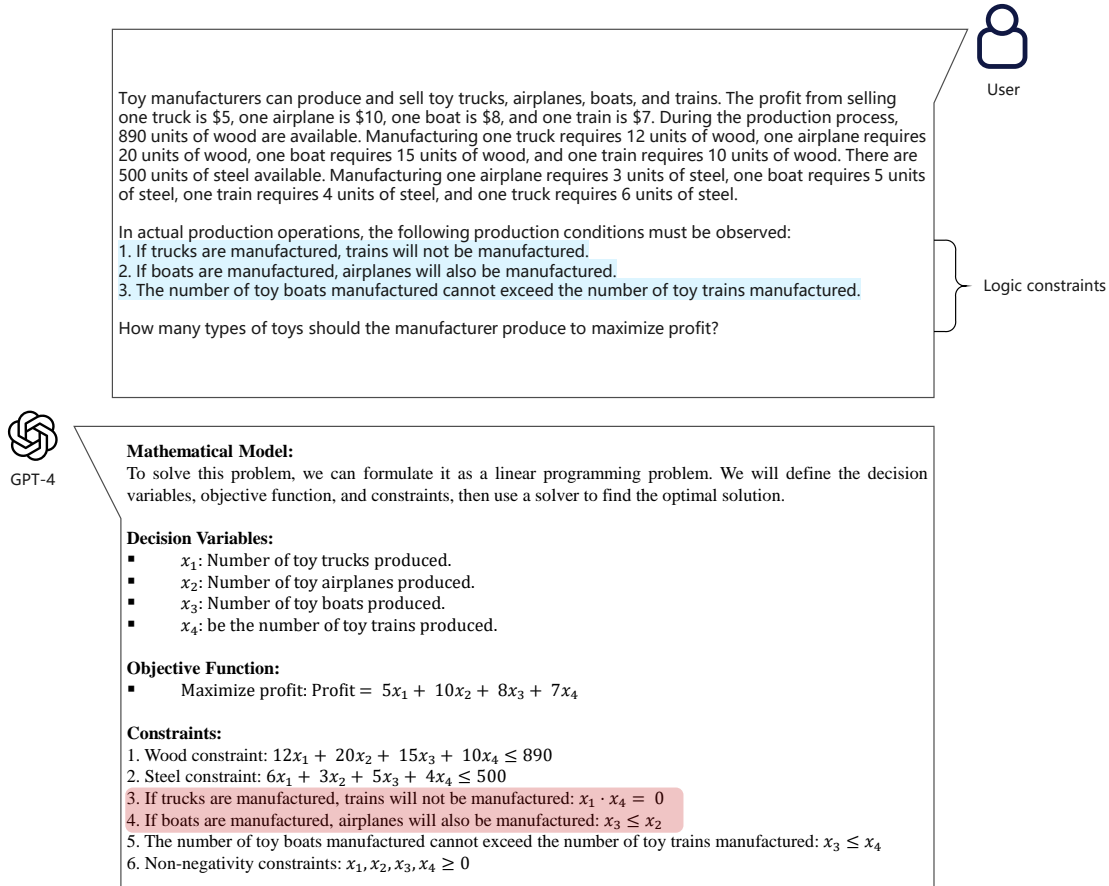 User
Toy manufacturers can produce and sell toy trucks, airplanes, boats, and trains. The profit from selling
one truck is $5, one airplane is $10, one boat is $8, and one train is $7. During the production process,
890 units of wood are available. Manufacturing one truck requires 12 units of wood, one airplane requires
20 units of wood, one boat requires 15 units of wood, and one train requires 10 units of wood. There are
500 units of steel available. Manufacturing one airplane requires 3 units of steel, one boat requires 5 units
of steel, one train requires 4 units of steel, and one truck requires 6 units of steel.
In actual production operations, the following production conditions must be observed:
1. If trucks are manufactured, trains will not be manufactured.
2. If boats are manufactured, airplanes will also be manufactured.
3. The number of toy boats manufactured cannot exceed the number of toy trains manufactured.
Logic constraints
How many types of toys should the manufacturer produce to maximize profit?
GPT-4
Mathematical Model:
To solve this problem, we can formulate it as a linear programming problem. We will define the decision
variables, objective function, and constraints, then use a solver to find the optimal solution.
Decision Variables:
▪ x₁: Number of toy trucks produced.
▪ x₂: Number of toy airplanes produced.
▪ x₃: Number of toy boats produced.
▪ x₄: be the number of toy trains produced.
Objective Function:
▪ Maximize profit: Profit = 5x₁ + 10x₂ + 8x₃ + 7x₄
Constraints:
1. Wood constraint: 12x₁ + 20x₂ + 15x₃ + 10x₄ ≤ 890
2. Steel constraint: 6x₁ + 3x₂ + 5x₃ + 4x₄ ≤ 500
3. If trucks are manufactured, trains will not be manufactured: x₁ · x₄ = 0
4. If boats are manufactured, airplanes will also be manufactured: x₃ ≤ x₂
5. The number of toy boats manufactured cannot exceed the number of toy trains manufactured: x₃ ≤ x₄
6. Non-negativity constraints: x₁, x₂, x₃, x₄ ≥ 0